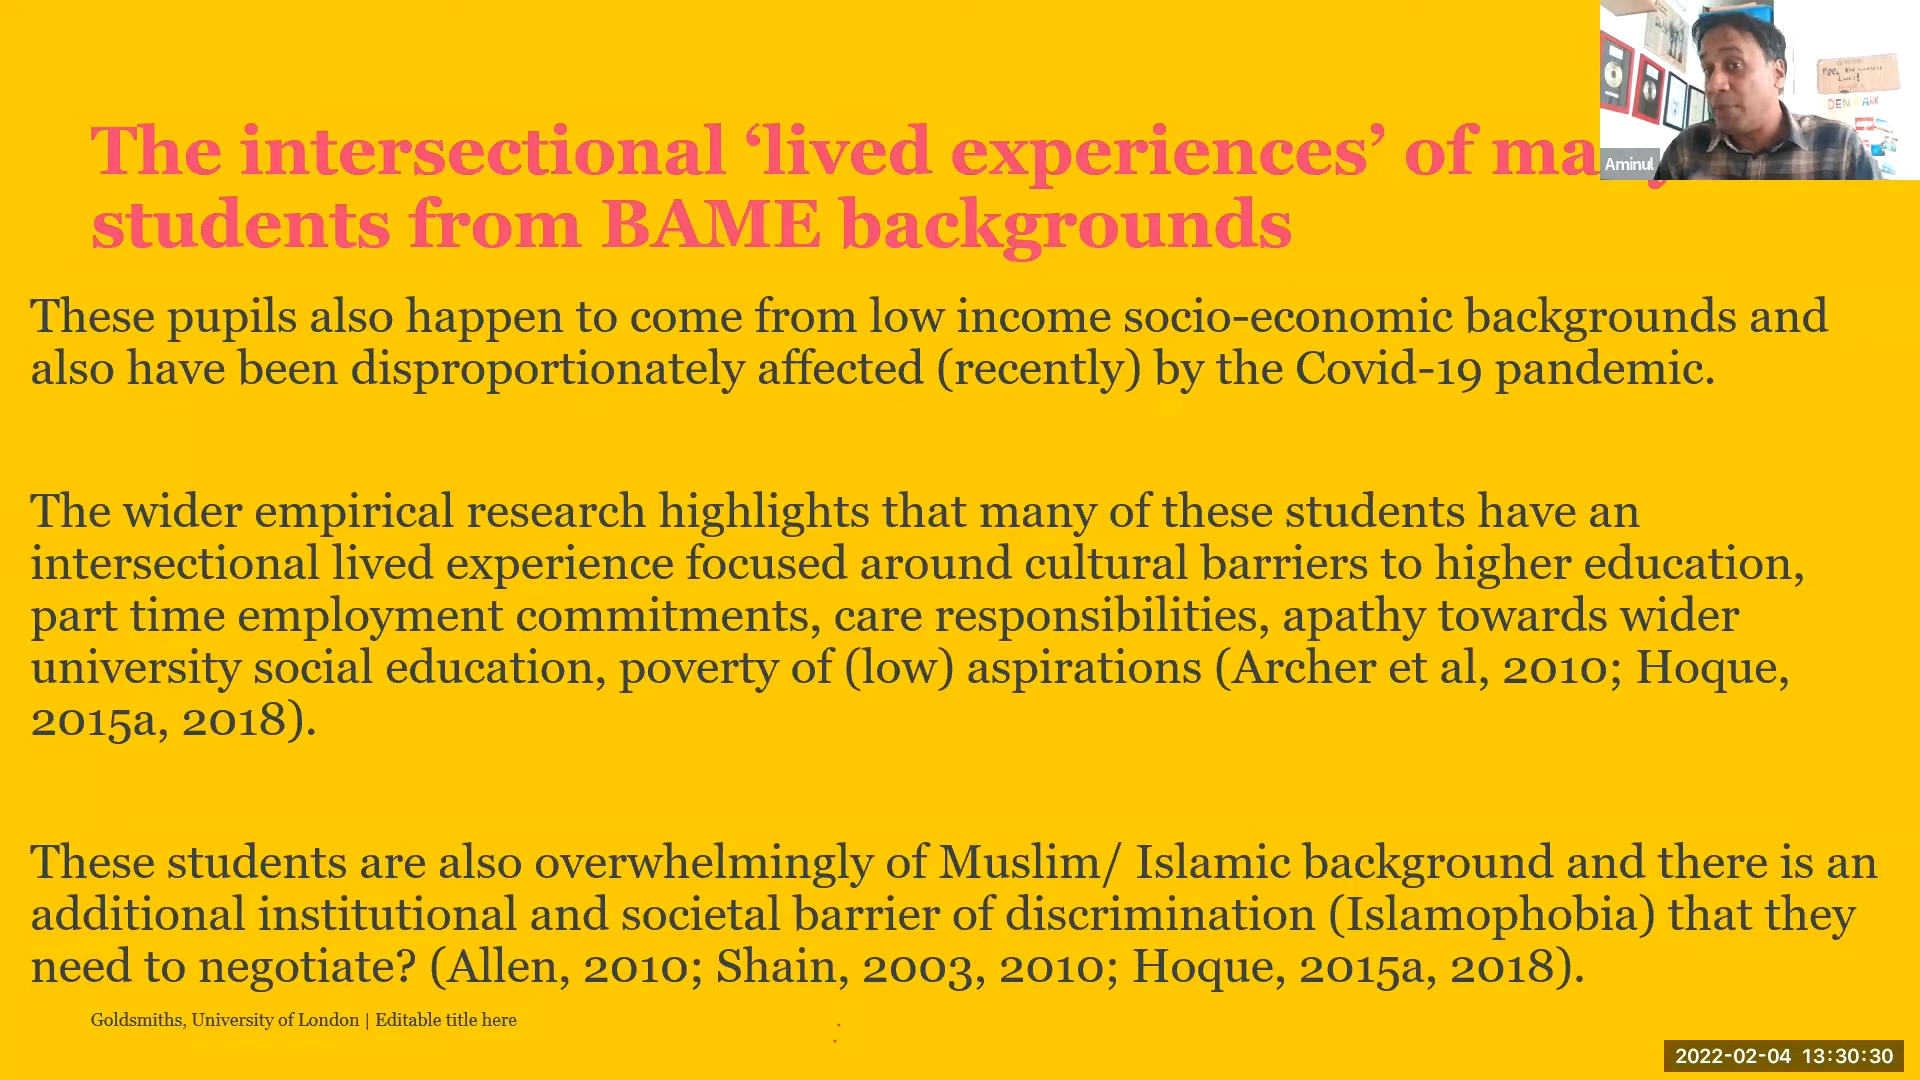 The intersectional ‘lived experiences’ of
students from BAME backgrounds
These pupils also happen to come from low income socio-economic backgrounds and
also have been disproportionately affected (recently) by the Covid-19 pandemic.
The wider empirical research highlights that many of these students have an
intersectional lived experience focused around cultural barriers to higher education,
part time employment commitments, care responsibilities, apathy towards wider
university social education, poverty of (low) aspirations (Archer et al, 2010; Hoque,
2015a, 2018).
These students are also overwhelmingly of Muslim/ Islamic background and there is an
additional institutional and societal barrier of discrimination (Islamophobia) that they
need to negotiate? (Allen, 2010; Shain, 2003, 2010; Hoque, 2015a, 2018).
Goldsmiths, University of London | Editable title here
Aminul
DENMARK
2022-02-04 13:30:30